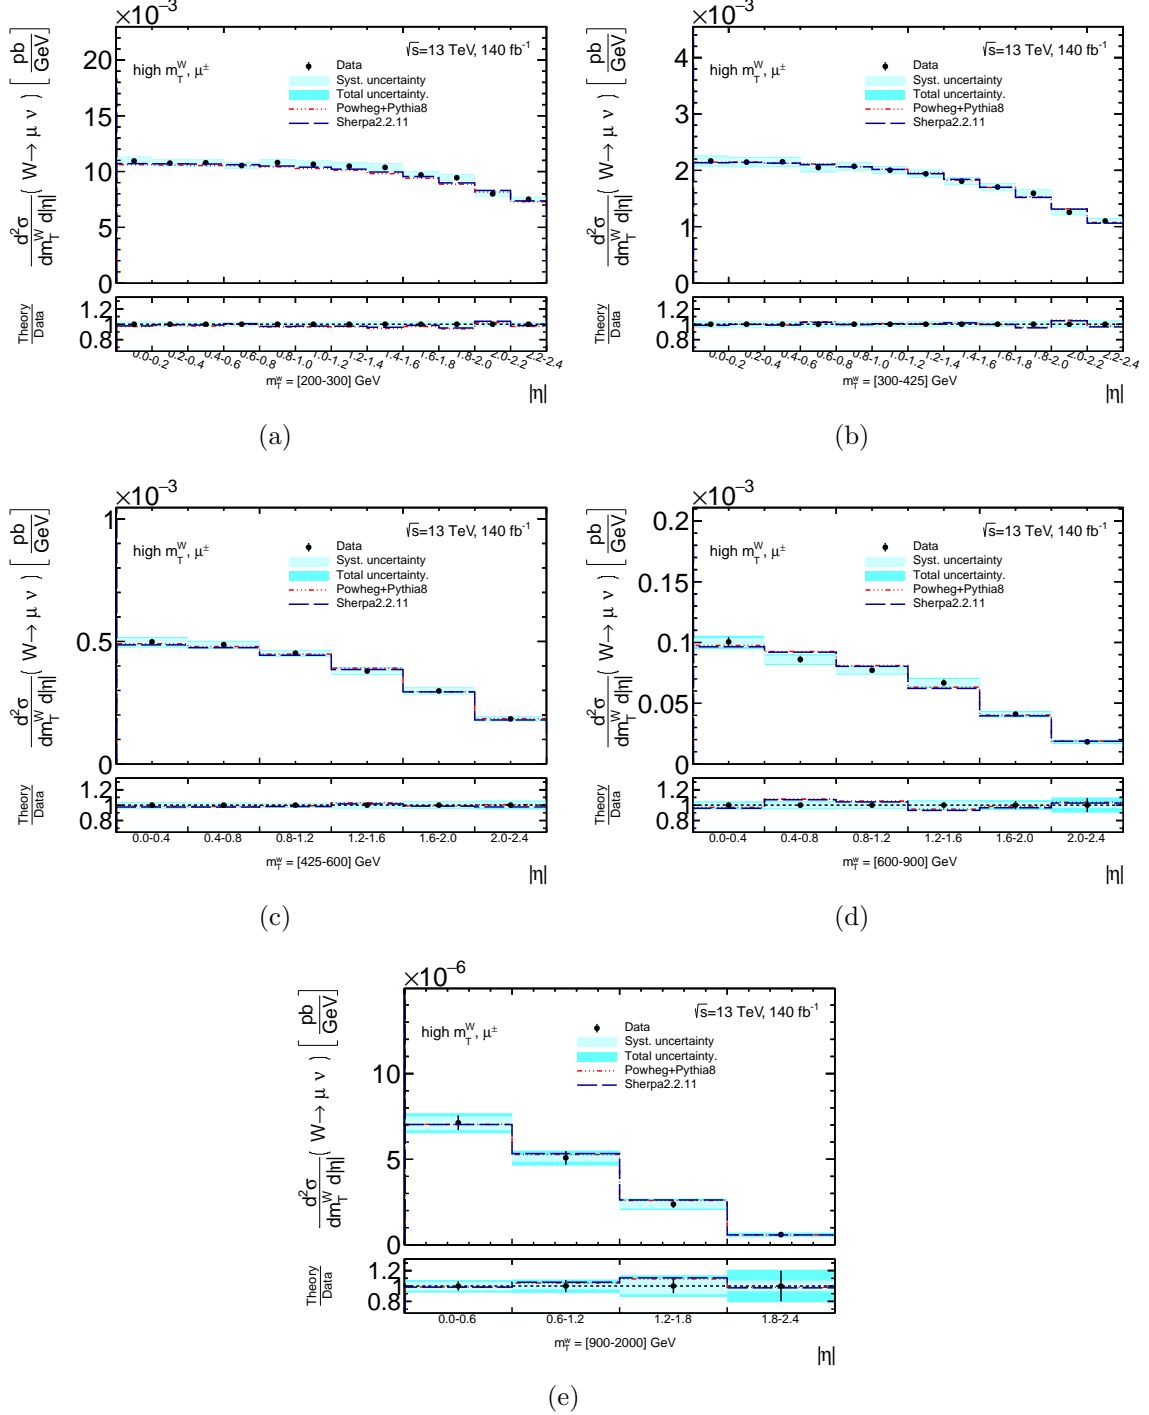 ×10⁻³
d²σ/dm_T^W d|η| (W→ μ ν) [pb/GeV]
√s=13 TeV, 140 fb⁻¹
high m_T^W, μ^±
Data
Syst. uncertainty
Total uncertainty.
Powheg+Pythia8
Sherpa2.2.11
20
15
10
5
0
Theory/Data
1.2
1
0.8
0.0-0.2 0.2-0.4 0.4-0.6 0.6-0.8 0.8-1.0 1.0-1.2 1.2-1.4 1.4-1.6 1.6-1.8 1.8-2.0 2.0-2.2 2.2-2.4
m_T^W = [200-300] GeV
|η|
(a)
×10⁻³
d²σ/dm_T^W d|η| (W→ μ ν) [pb/GeV]
√s=13 TeV, 140 fb⁻¹
high m_T^W, μ^±
Data
Syst. uncertainty
Total uncertainty.
Powheg+Pythia8
Sherpa2.2.11
4
3
2
1
0
Theory/Data
1.2
1
0.8
0.0-0.2 0.2-0.4 0.4-0.6 0.6-0.8 0.8-1.0 1.0-1.2 1.2-1.4 1.4-1.6 1.6-1.8 1.8-2.0 2.0-2.2 2.2-2.4
m_T^W = [300-425] GeV
|η|
(b)
×10⁻³
d²σ/dm_T^W d|η| (W→ μ ν) [pb/GeV]
√s=13 TeV, 140 fb⁻¹
high m_T^W, μ^±
Data
Syst. uncertainty
Total uncertainty.
Powheg+Pythia8
Sherpa2.2.11
1
0.5
0
Theory/Data
1.2
1
0.8
0.0-0.4 0.4-0.8 0.8-1.2 1.2-1.6 1.6-2.0 2.0-2.4
m_T^W = [425-600] GeV
|η|
(c)
×10⁻³
d²σ/dm_T^W d|η| (W→ μ ν) [pb/GeV]
√s=13 TeV, 140 fb⁻¹
high m_T^W, μ^±
Data
Syst. uncertainty
Total uncertainty.
Powheg+Pythia8
Sherpa2.2.11
0.2
0.15
0.1
0.05
0
Theory/Data
1.2
1
0.8
0.0-0.4 0.4-0.8 0.8-1.2 1.2-1.6 1.6-2.0 2.0-2.4
m_T^W = [600-900] GeV
|η|
(d)
×10⁻⁶
d²σ/dm_T^W d|η| (W→ μ ν) [pb/GeV]
√s=13 TeV, 140 fb⁻¹
high m_T^W, μ^±
Data
Syst. uncertainty
Total uncertainty.
Powheg+Pythia8
Sherpa2.2.11
10
5
0
Theory/Data
1.2
1
0.8
0.0-0.6 0.6-1.2 1.2-1.8 1.8-2.4
m_T^W = [900-2000] GeV
|η|
(e)